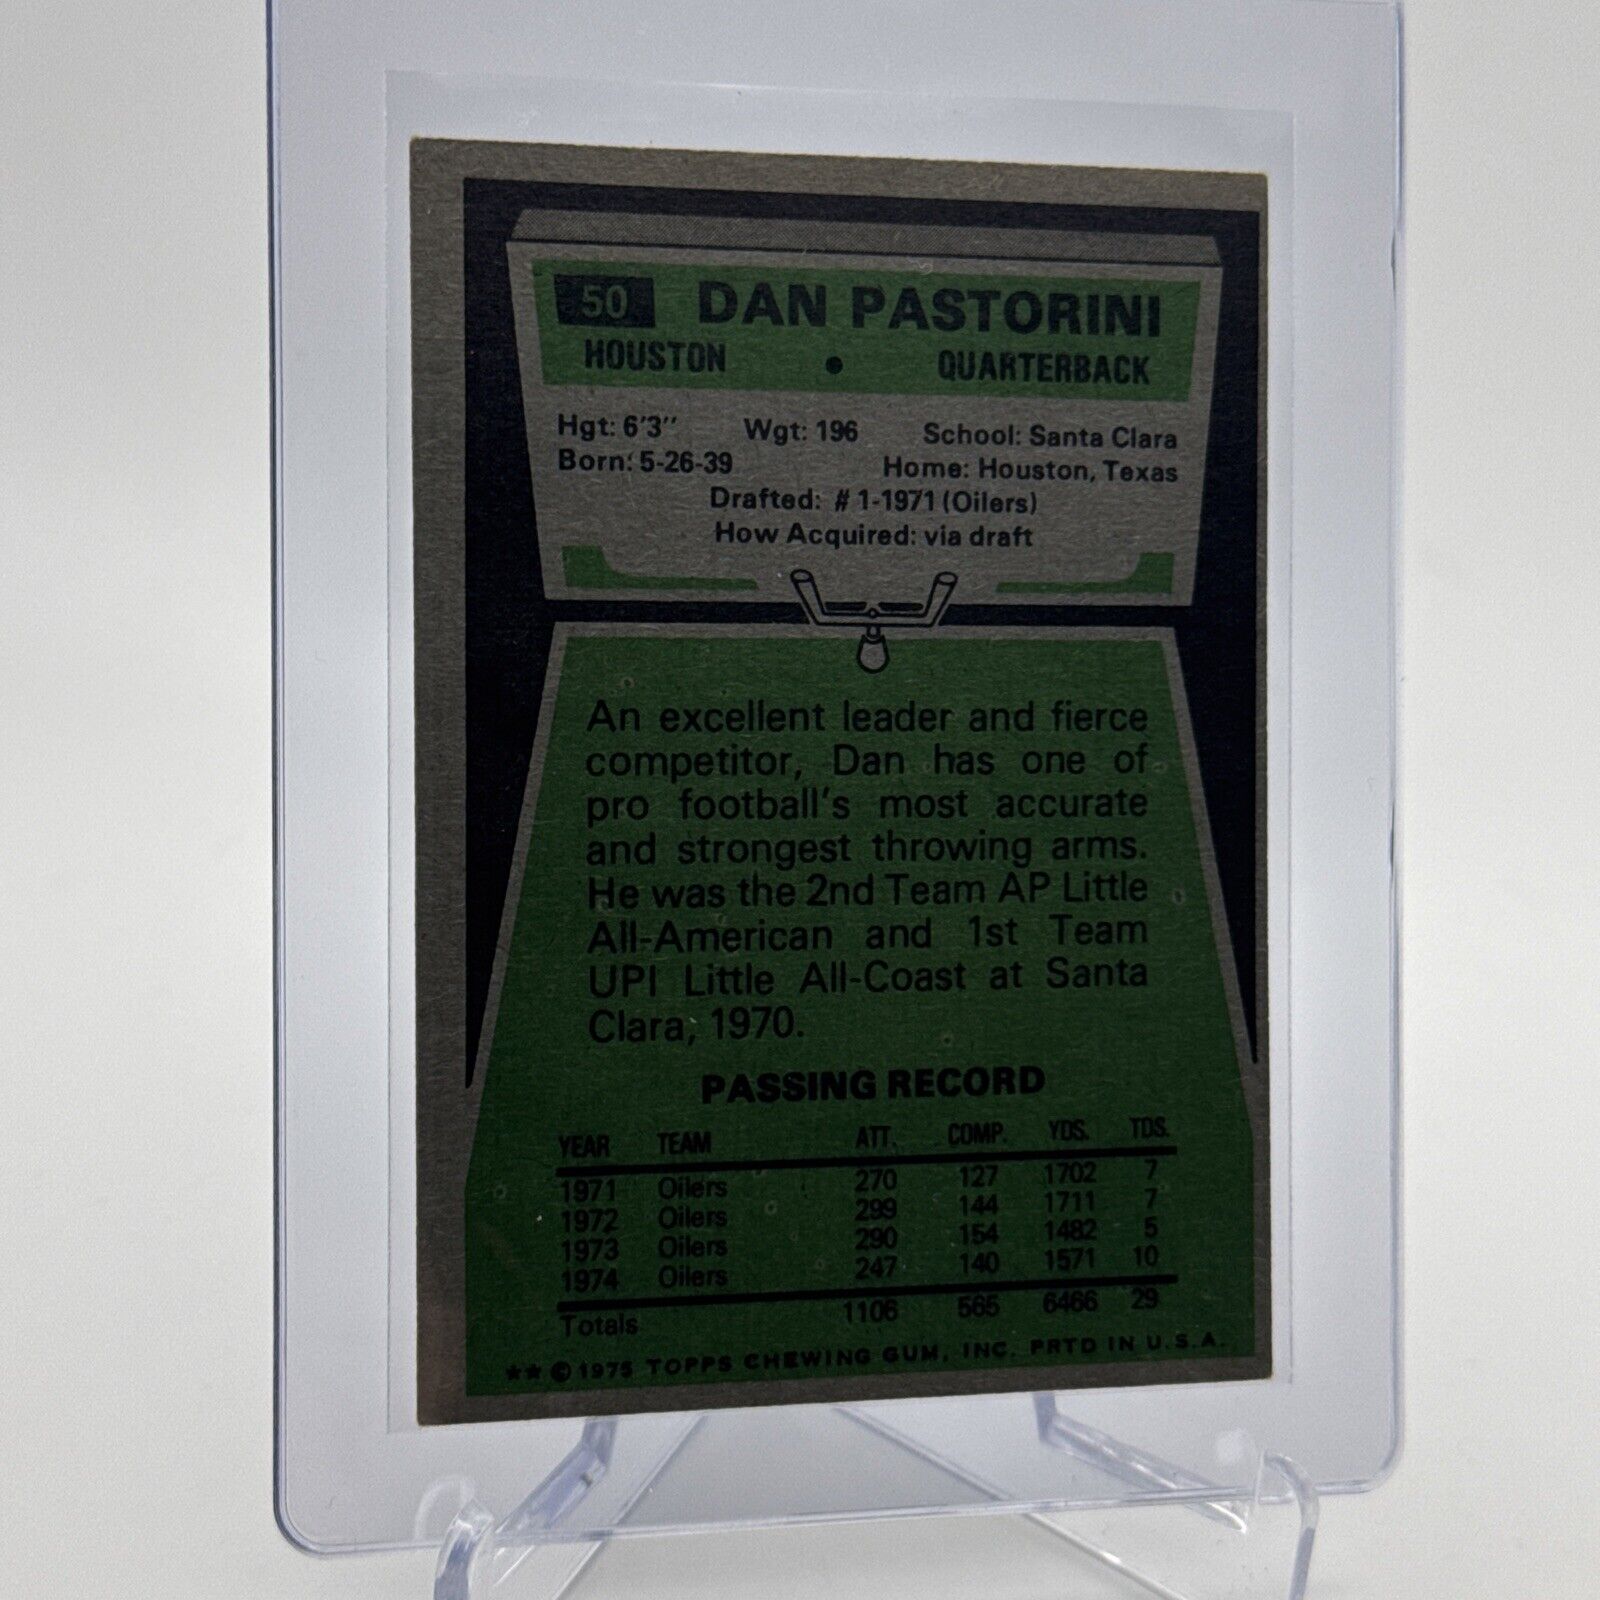 50 DAN PASTORINI
HOUSTON • QUARTERBACK
Hgt: 6'3" Wgt: 196 School: Santa Clara
Born: 5-26-39 Home: Houston, Texas
Drafted: #1-1971 (Oilers)
How Acquired: via draft
An excellent leader and fierce
competitor, Dan has one of
pro football's most accurate
and strongest throwing arms.
He was the 2nd Team AP Little
All-American and 1st Team
UPI Little All-Coast at Santa
Clara, 1970.
PASSING RECORD
YEAR TEAM ATT. COMP. YDS. TDS.
1971 Oilers 270 127 1702 7
1972 Oilers 299 144 1711 7
1973 Oilers 290 154 1482 5
1974 Oilers 247 140 1571 10
Totals 1106 565 6466 29
★★ © 1975 TOPPS CHEWING GUM, INC. PRTD IN U.S.A.